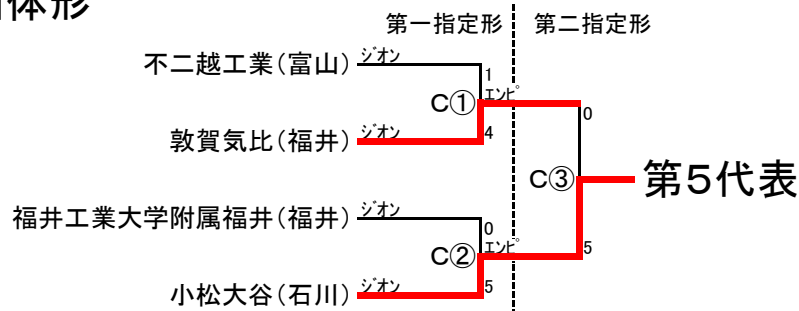 体形
第一指定形 第二指定形
不二越工業(富山) ジオン
1
C① エンピ
0
敦賀気比(福井) ジオン 4
C③ 第5代表
福井工業大学附属福井(福井) ジオン
0
C② エンピ
5
小松大谷(石川) ジオン 5